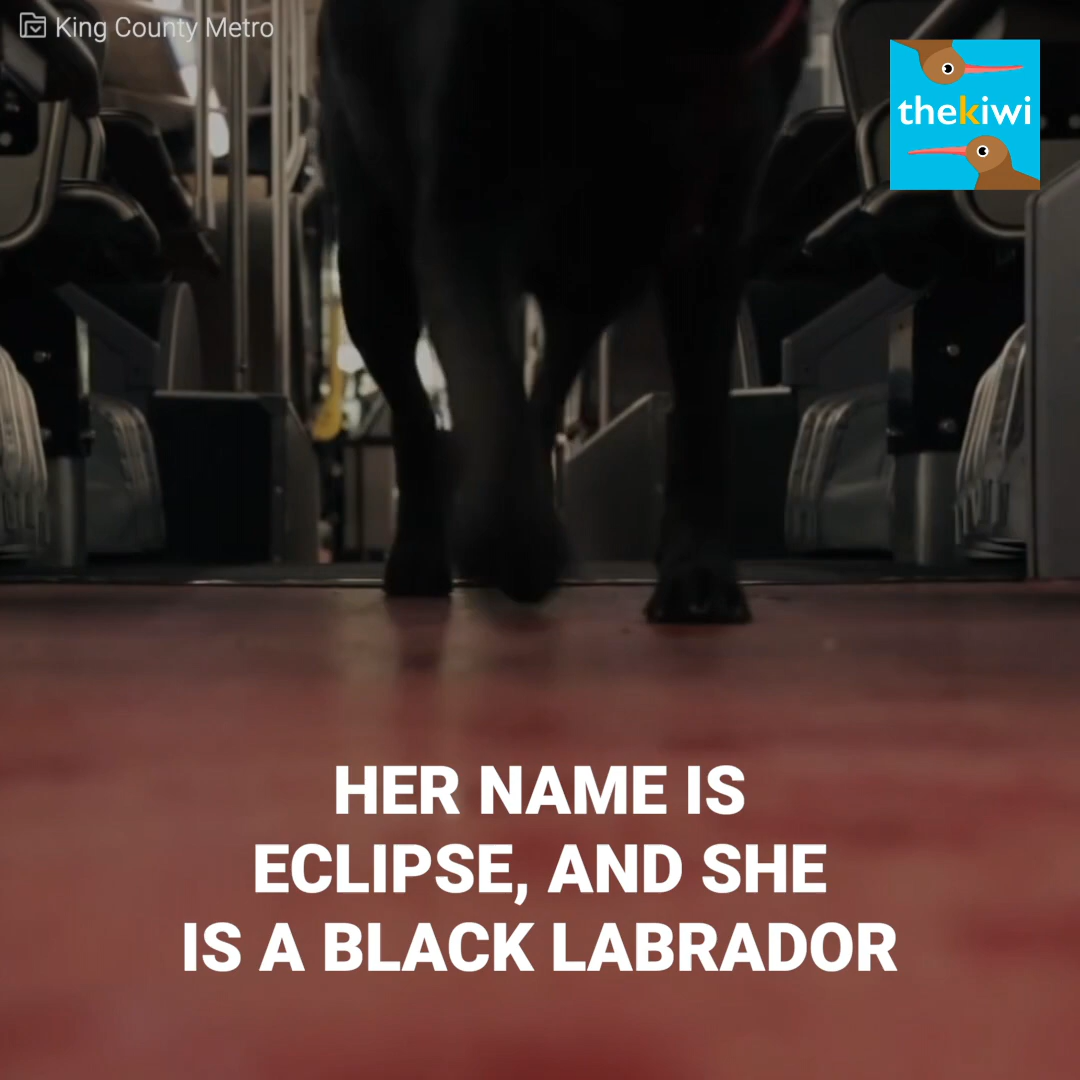 King County Metro
thekiwi
HER NAME IS
ECLIPSE, AND SHE
IS A BLACK LABRADOR